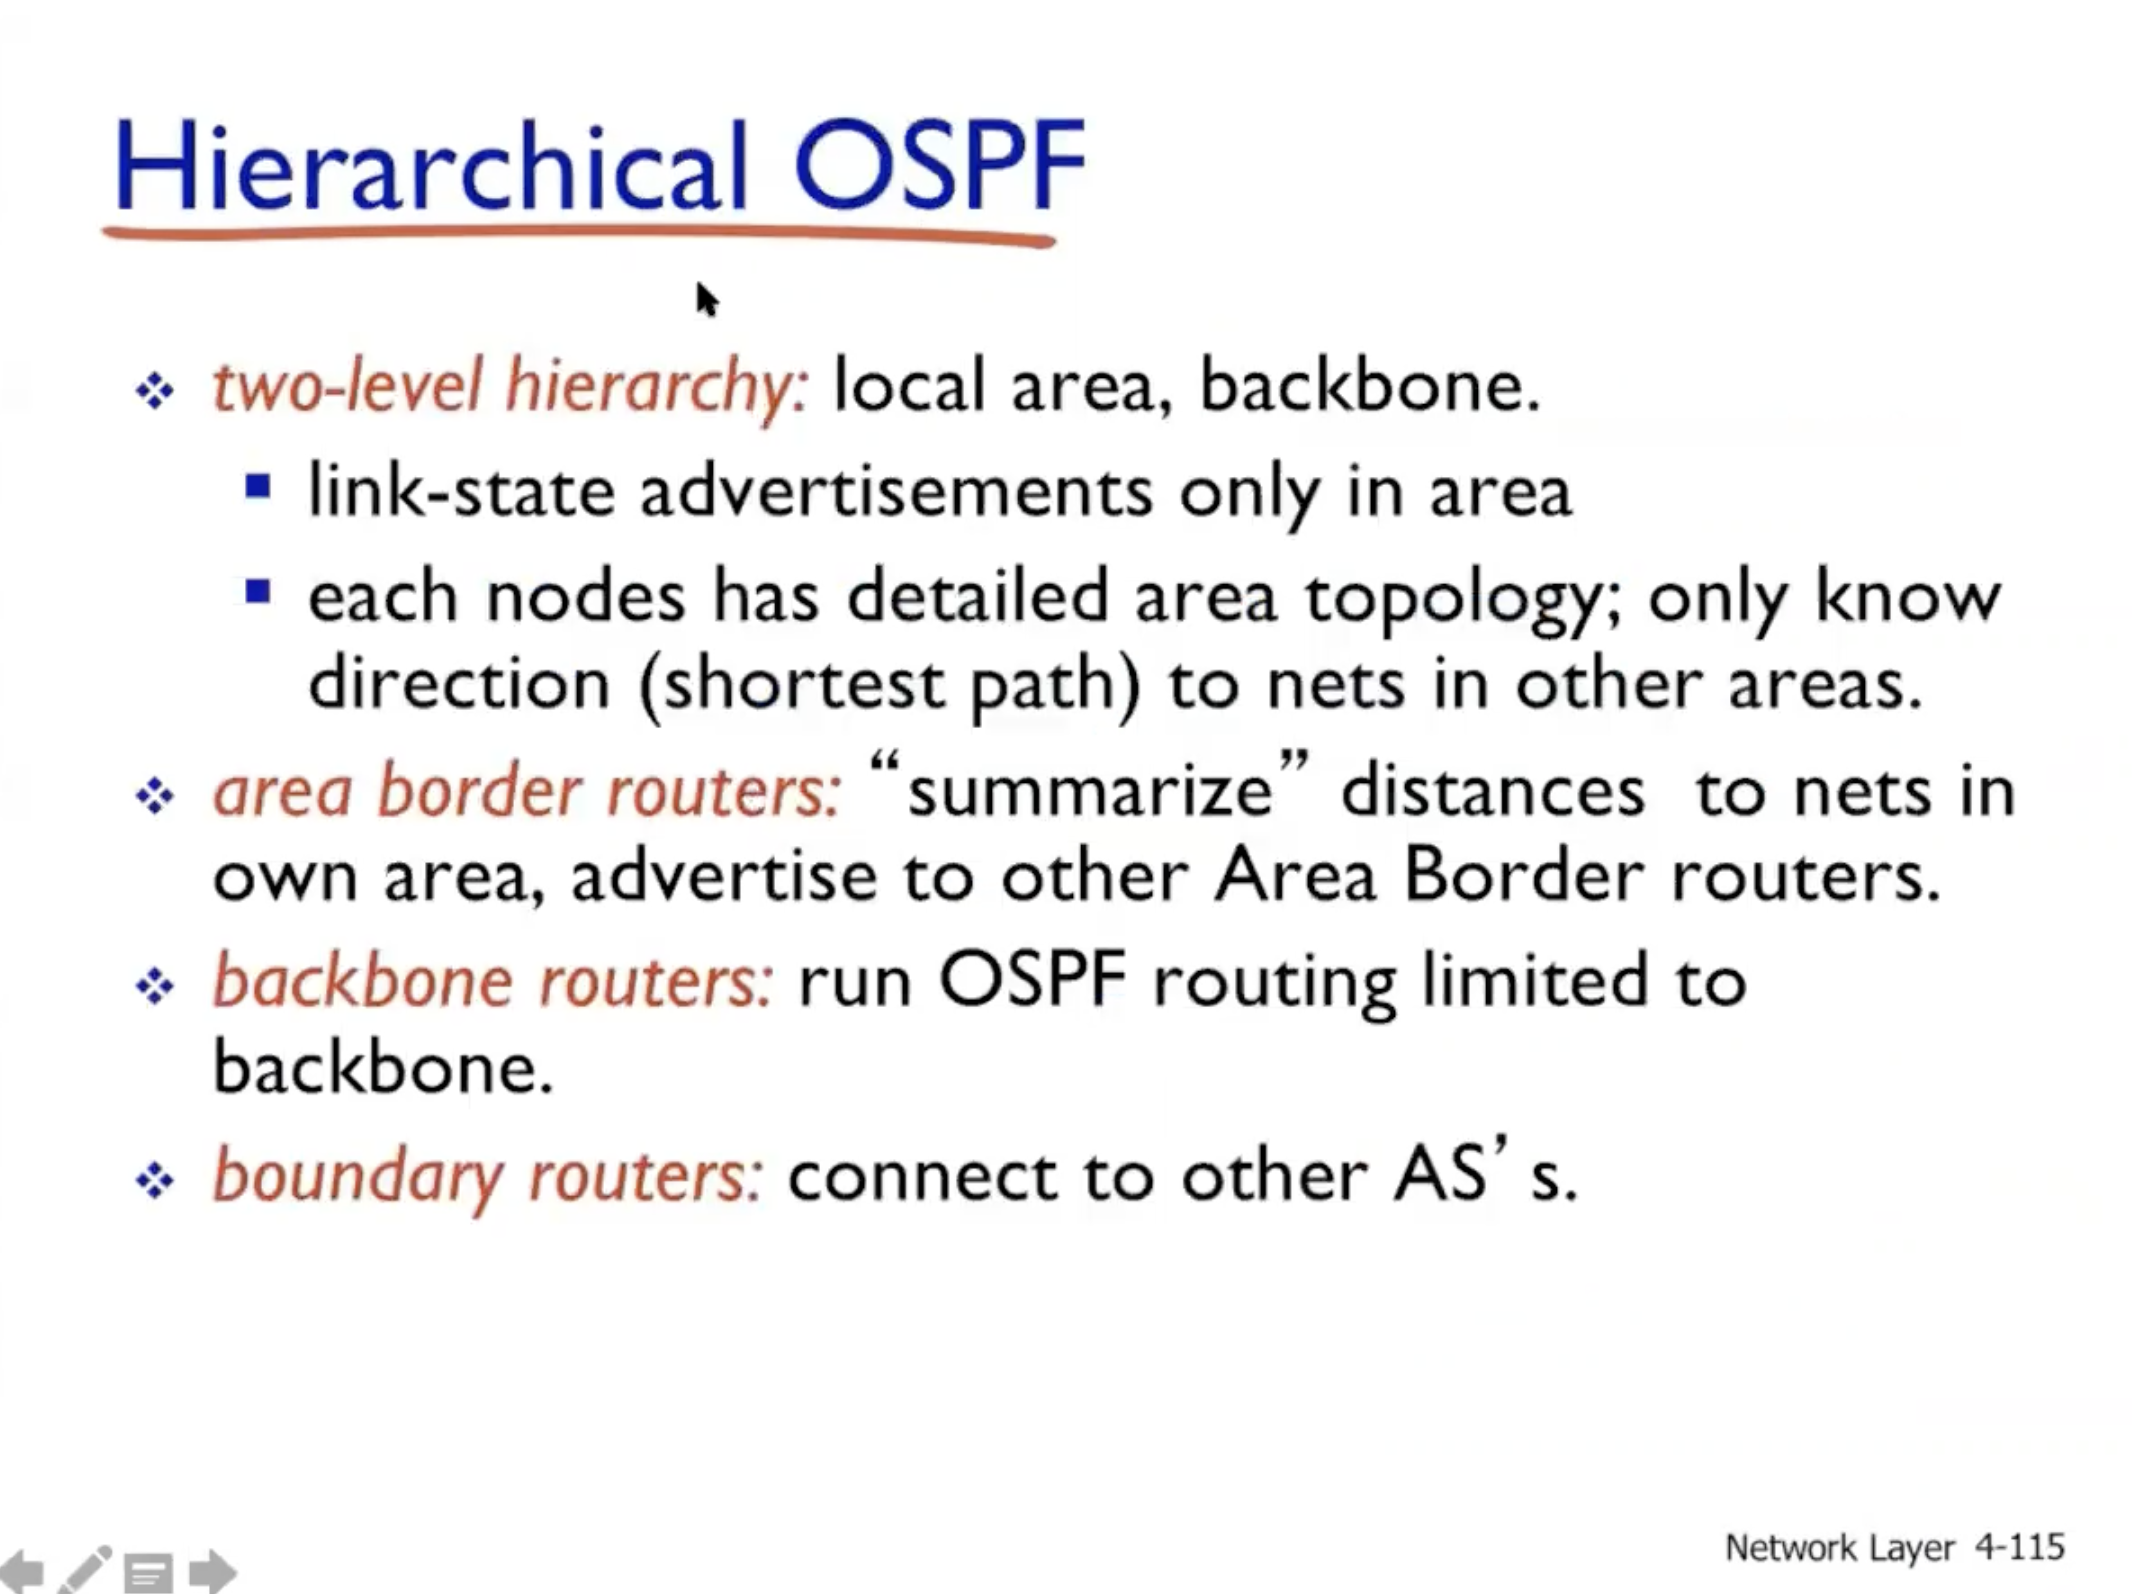 Hierarchical OSPF
two-level hierarchy: local area, backbone.
link-state advertisements only in area
each nodes has detailed area topology; only know
direction (shortest path) to nets in other areas.
area border routers: “summarize” distances to nets in
own area, advertise to other Area Border routers.
backbone routers: run OSPF routing limited to
backbone.
boundary routers: connect to other AS’s.
Network Layer 4-115